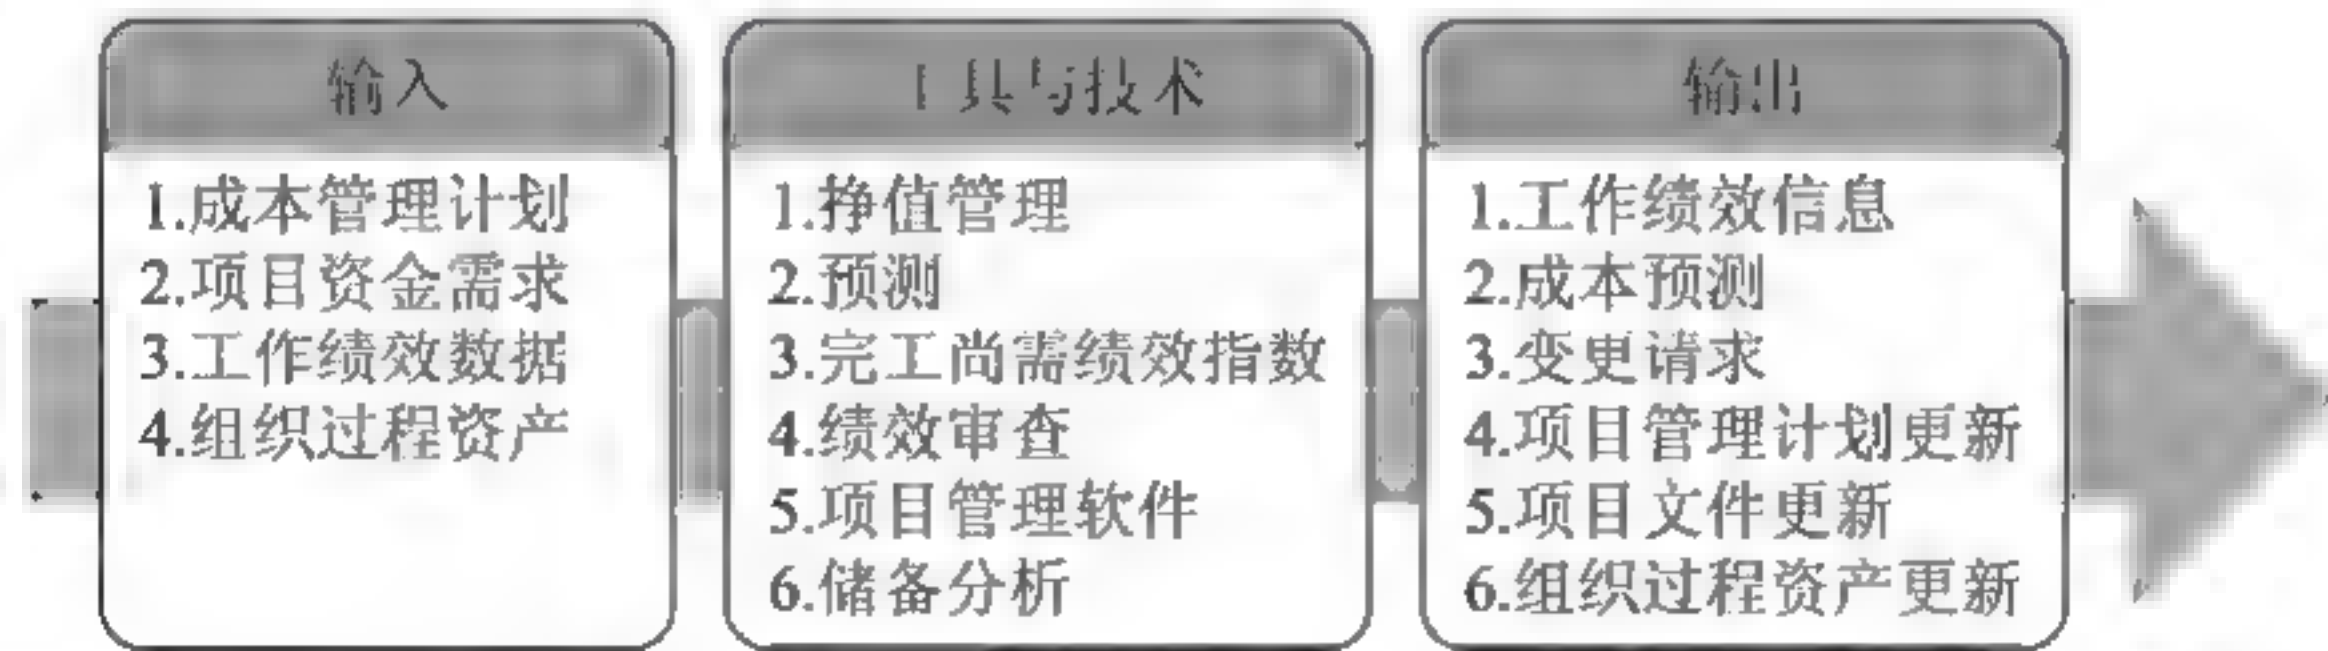 输入
1.成本管理计划
2.项目资金需求
3.工作绩效数据
4.组织过程资产
工具与技术
1.挣值管理
2.预测
3.完工尚需绩效指数
4.绩效审查
5.项目管理软件
6.储备分析
输出
1.工作绩效信息
2.成本预测
3.变更请求
4.项目管理计划更新
5.项目文件更新
6.组织过程资产更新